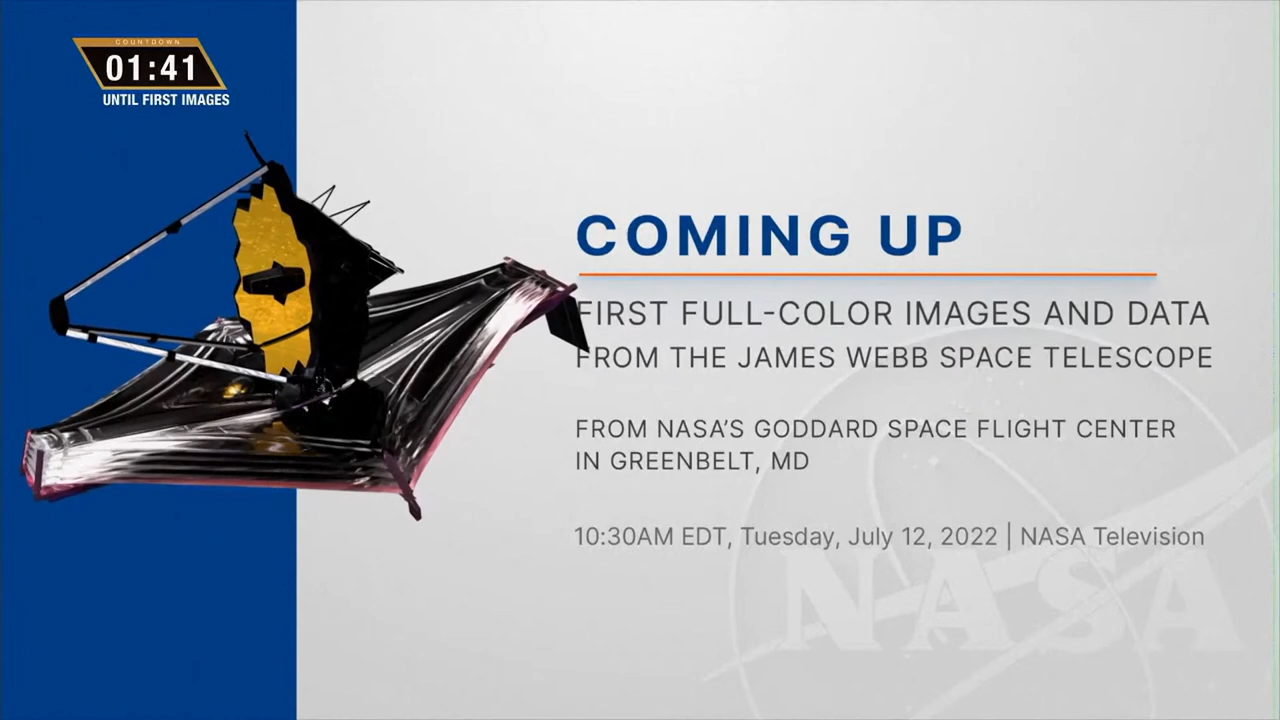 COUNTDOWN
01:41
UNTIL FIRST IMAGES
COMING UP
FIRST FULL-COLOR IMAGES AND DATA
FROM THE JAMES WEBB SPACE TELESCOPE
FROM NASA’S GODDARD SPACE FLIGHT CENTER
IN GREENBELT, MD
10:30AM EDT, Tuesday, July 12, 2022 | NASA Television
NASA